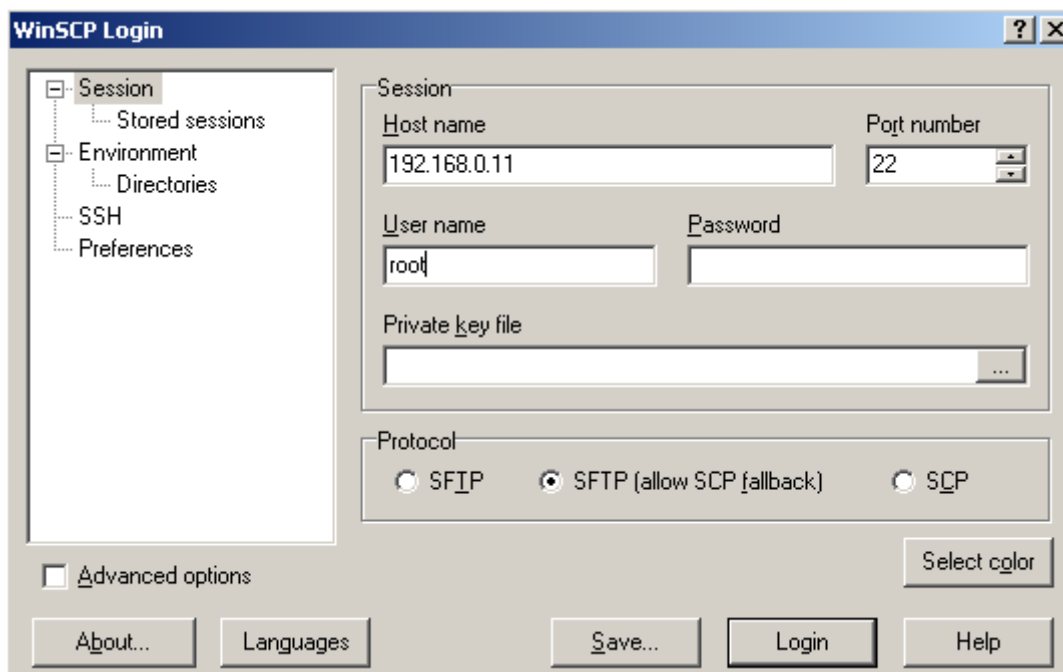 WinSCP Login
Session
Stored sessions
Environment
Directories
SSH
Preferences
Session
Host name Port number
192.168.0.11 22
User name Password
root
Private key file
...
Protocol
SFTP SFTP (allow SCP fallback) SCP
Advanced options
Select color
About... Languages Save... Login Help